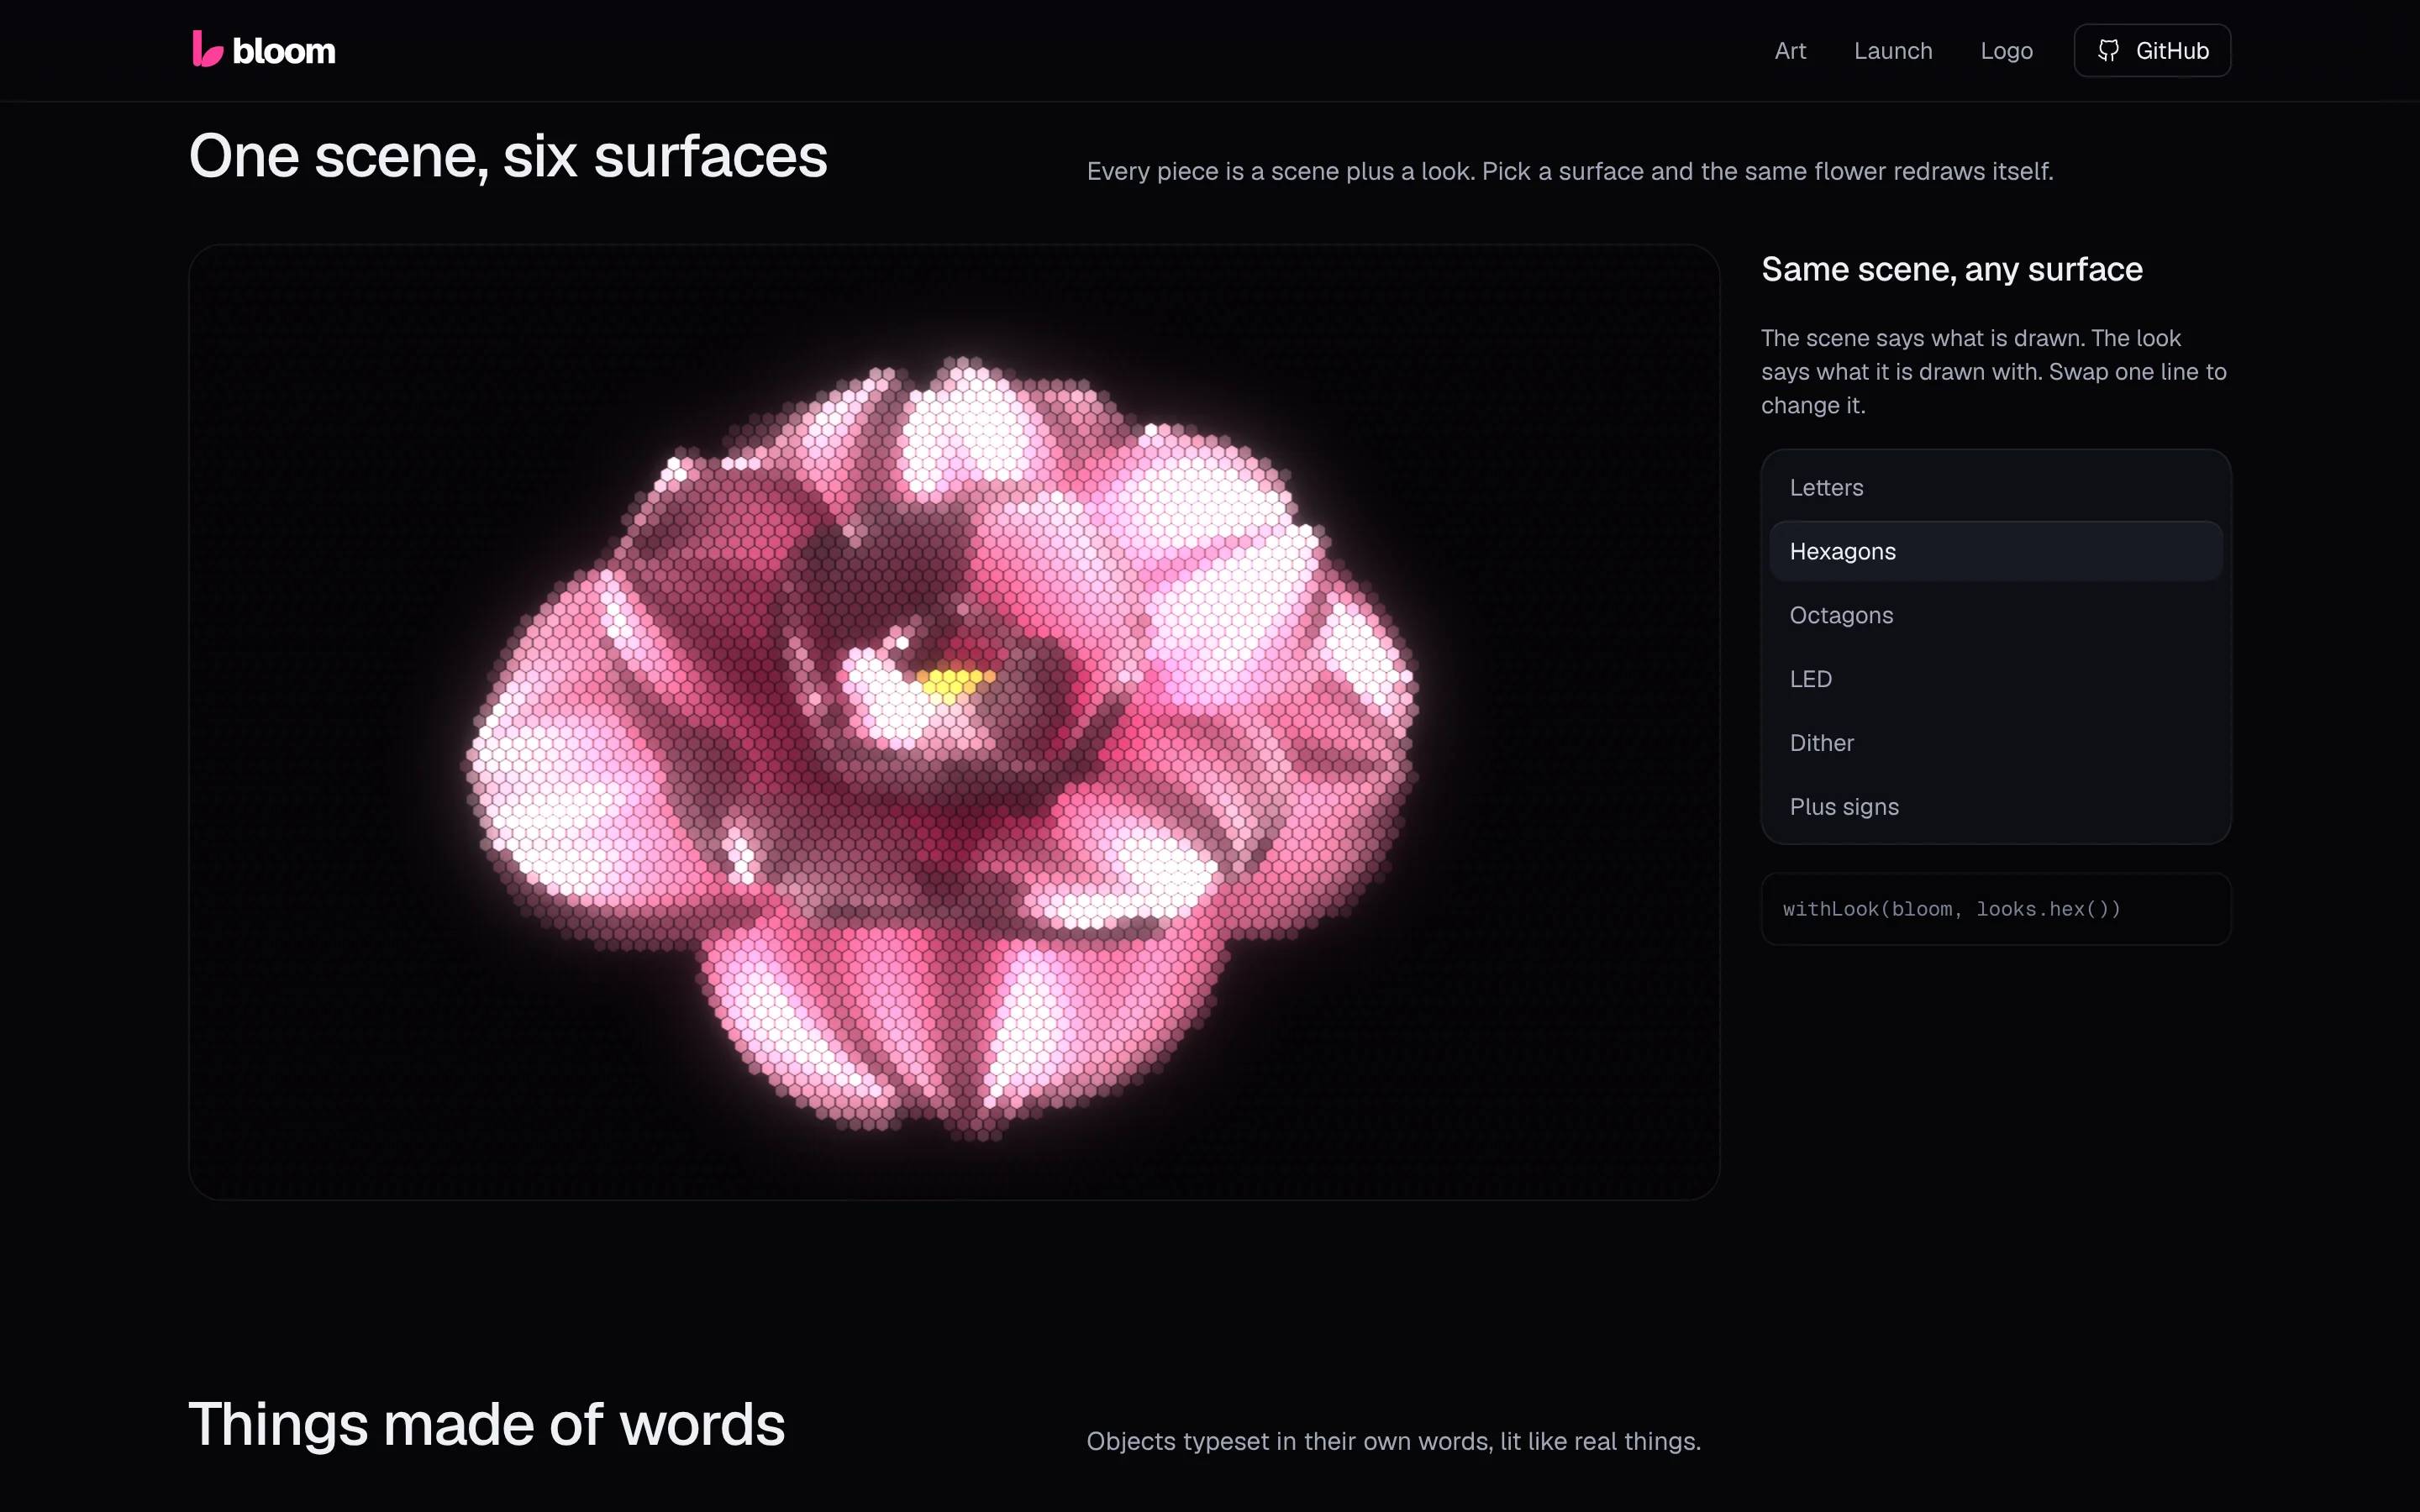 bloom
Art
Launch
Logo
GitHub
One scene, six surfaces
Every piece is a scene plus a look. Pick a surface and the same flower redraws itself.
Same scene, any surface
The scene says what is drawn. The look
says what it is drawn with. Swap one line to
change it.
Letters
Hexagons
Octagons
LED
Dither
Plus signs
withLook(bloom, looks.hex())
Things made of words
Objects typeset in their own words, lit like real things.